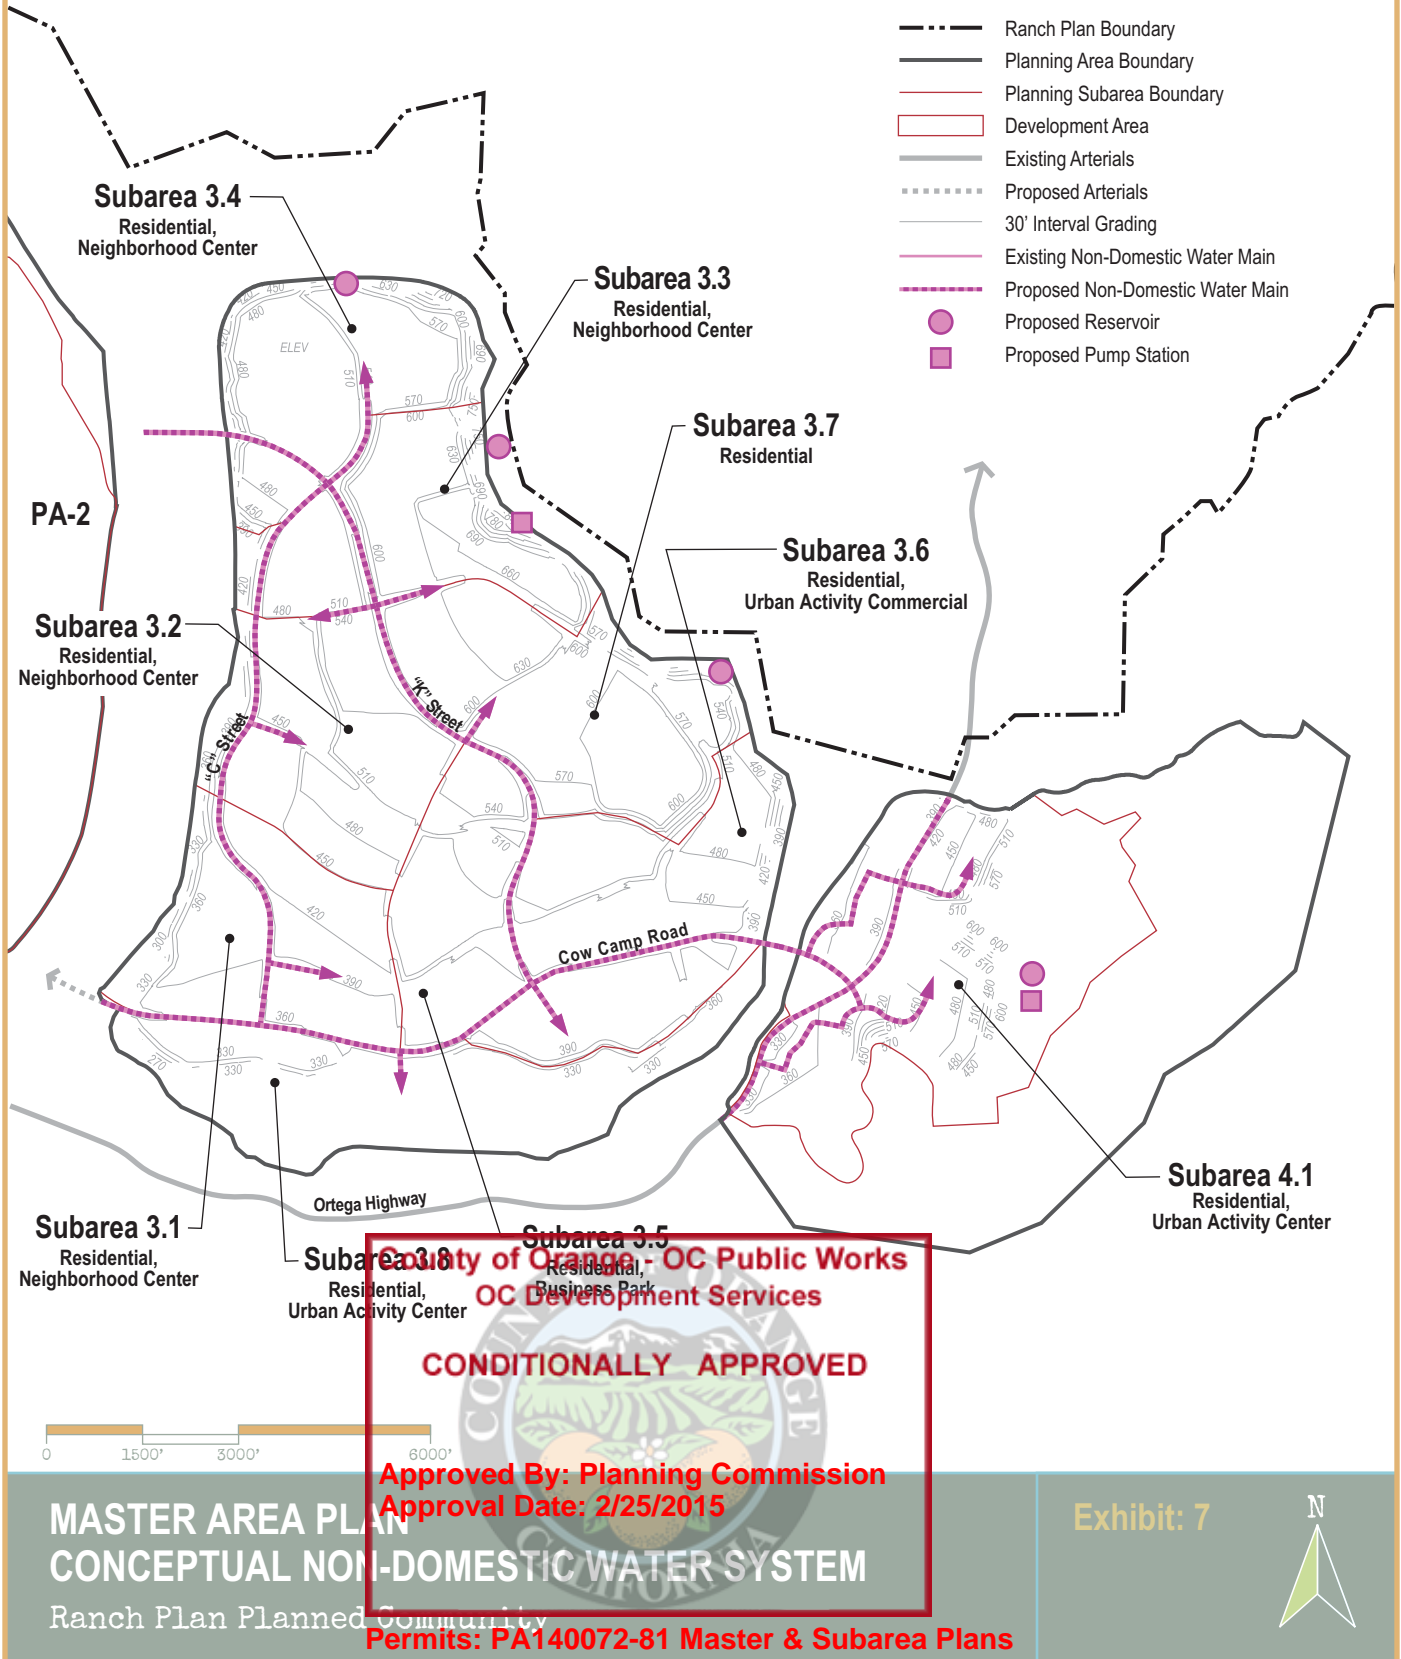 Ranch Plan Boundary
Planning Area Boundary
Planning Subarea Boundary
Development Area
Existing Arterials
Proposed Arterials
30' Interval Grading
Existing Non-Domestic Water Main
Proposed Non-Domestic Water Main
Proposed Reservoir
Proposed Pump Station
Subarea 3.4
Residential,
Neighborhood Center
Subarea 3.3
Residential,
Neighborhood Center
ELEV
Subarea 3.7
Residential
PA-2
Subarea 3.6
Residential,
Urban Activity Commercial
Subarea 3.2
Residential,
Neighborhood Center
"K" Street
"C" Street
Cow Camp Road
Subarea 4.1
Residential,
Urban Activity Center
Ortega Highway
Subarea 3.1
Residential,
Neighborhood Center
Subarea 3.8
Residential,
Urban Activity Center
Subarea 3.5
Residential,
Business Park
County of Orange - OC Public Works
OC Development Services
CONDITIONALLY APPROVED
COUNTY OF ORANGE
CALIFORNIA
Approved By: Planning Commission
Approval Date: 2/25/2015
0 1500' 3000' 6000'
MASTER AREA PLAN
CONCEPTUAL NON-DOMESTIC WATER SYSTEM
Ranch Plan Planned Community
Exhibit: 7
N
Permits: PA140072-81 Master & Subarea Plans